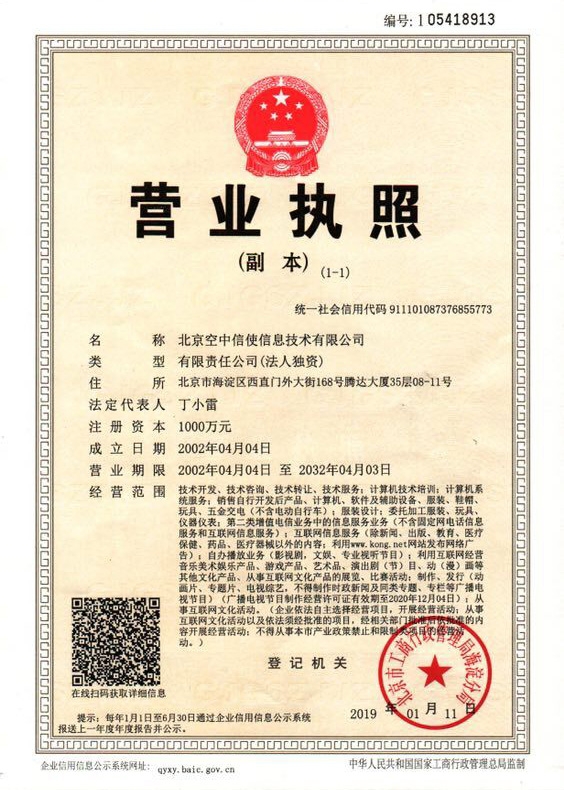 编号: 1 05418913
营业执照
(副 本) (1-1)
统一社会信用代码 911101087376855773
名 称 北京空中信使信息技术有限公司
类 型 有限责任公司(法人独资)
住 所 北京市海淀区西直门外大街168号腾达大厦35层08-11号
法定代表人 丁小雷
注册资本 1000万元
成立日期 2002年04月04日
营业期限 2002年04月04日 至 2032年04月03日
经营范围 技术开发、技术咨询、技术转让、技术服务；计算机技术培训；计算机系
统服务；销售自行开发后产品、计算机、软件及辅助设备、服装、鞋帽、
玩具、五金交电（不含电动自行车）；服装设计；委托加工服装、玩具、
仪器仪表；第二类增值电信业务中的信息服务业务（不含固定网电话信息
服务和互联网信息服务）；互联网信息服务（除新闻、出版、教育、医疗
保健、药品、医疗器械以外的内容；利用www.kong.net网站发布网络广
告）；自办播放业务（影视剧，文娱、专业视听节目）；利用互联网经营
音乐美术娱乐产品、游戏产品、艺术品、演出剧（节）目、动（漫）画等
其他文化产品、从事互联网文化产品的展览、比赛活动；制作、发行（动
画片、专题片、电视综艺，不得制作时政新闻及同类专题、专栏等广播电
视节目）（广播电视节目制作经营许可证有效期至2020年12月04日）；从
事互联网文化活动。（企业依法自主选择经营项目，开展经营活动；从事
互联网文化活动以及依法须经批准的项目，经相关部门批准后依批准的内
容开展经营活动；不得从事本市产业政策禁止和限制类项目的经营活
动。）
在线扫码获取详细信息
登记机关
北京市工商行政管理局海淀分局
2019 年 01 月 11 日
提示：每年1月1日至6月30日通过企业信用信息公示系统
报送上一年度年度报告并公示。
企业信用信息公示系统网址： qyxy.baic.gov.cn
中华人民共和国国家工商行政管理总局监制